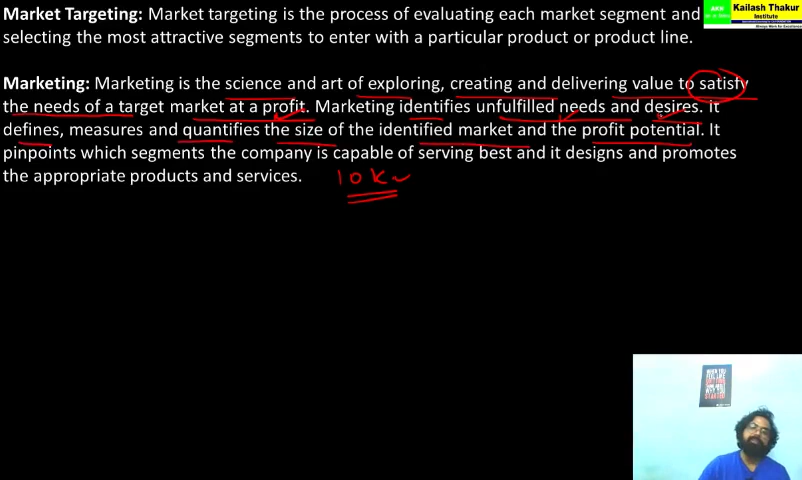 Market Targeting: Market targeting is the process of evaluating each market segment and
selecting the most attractive segments to enter with a particular product or product line.
Kailash Thakur
Institute
Marketing: Marketing is the science and art of exploring, creating and delivering value to satisfy
the needs of a target market at a profit. Marketing identifies unfulfilled needs and desires. It
defines, measures and quantifies the size of the identified market and the profit potential. It
pinpoints which segments the company is capable of serving best and it designs and promotes
the appropriate products and services.
10K